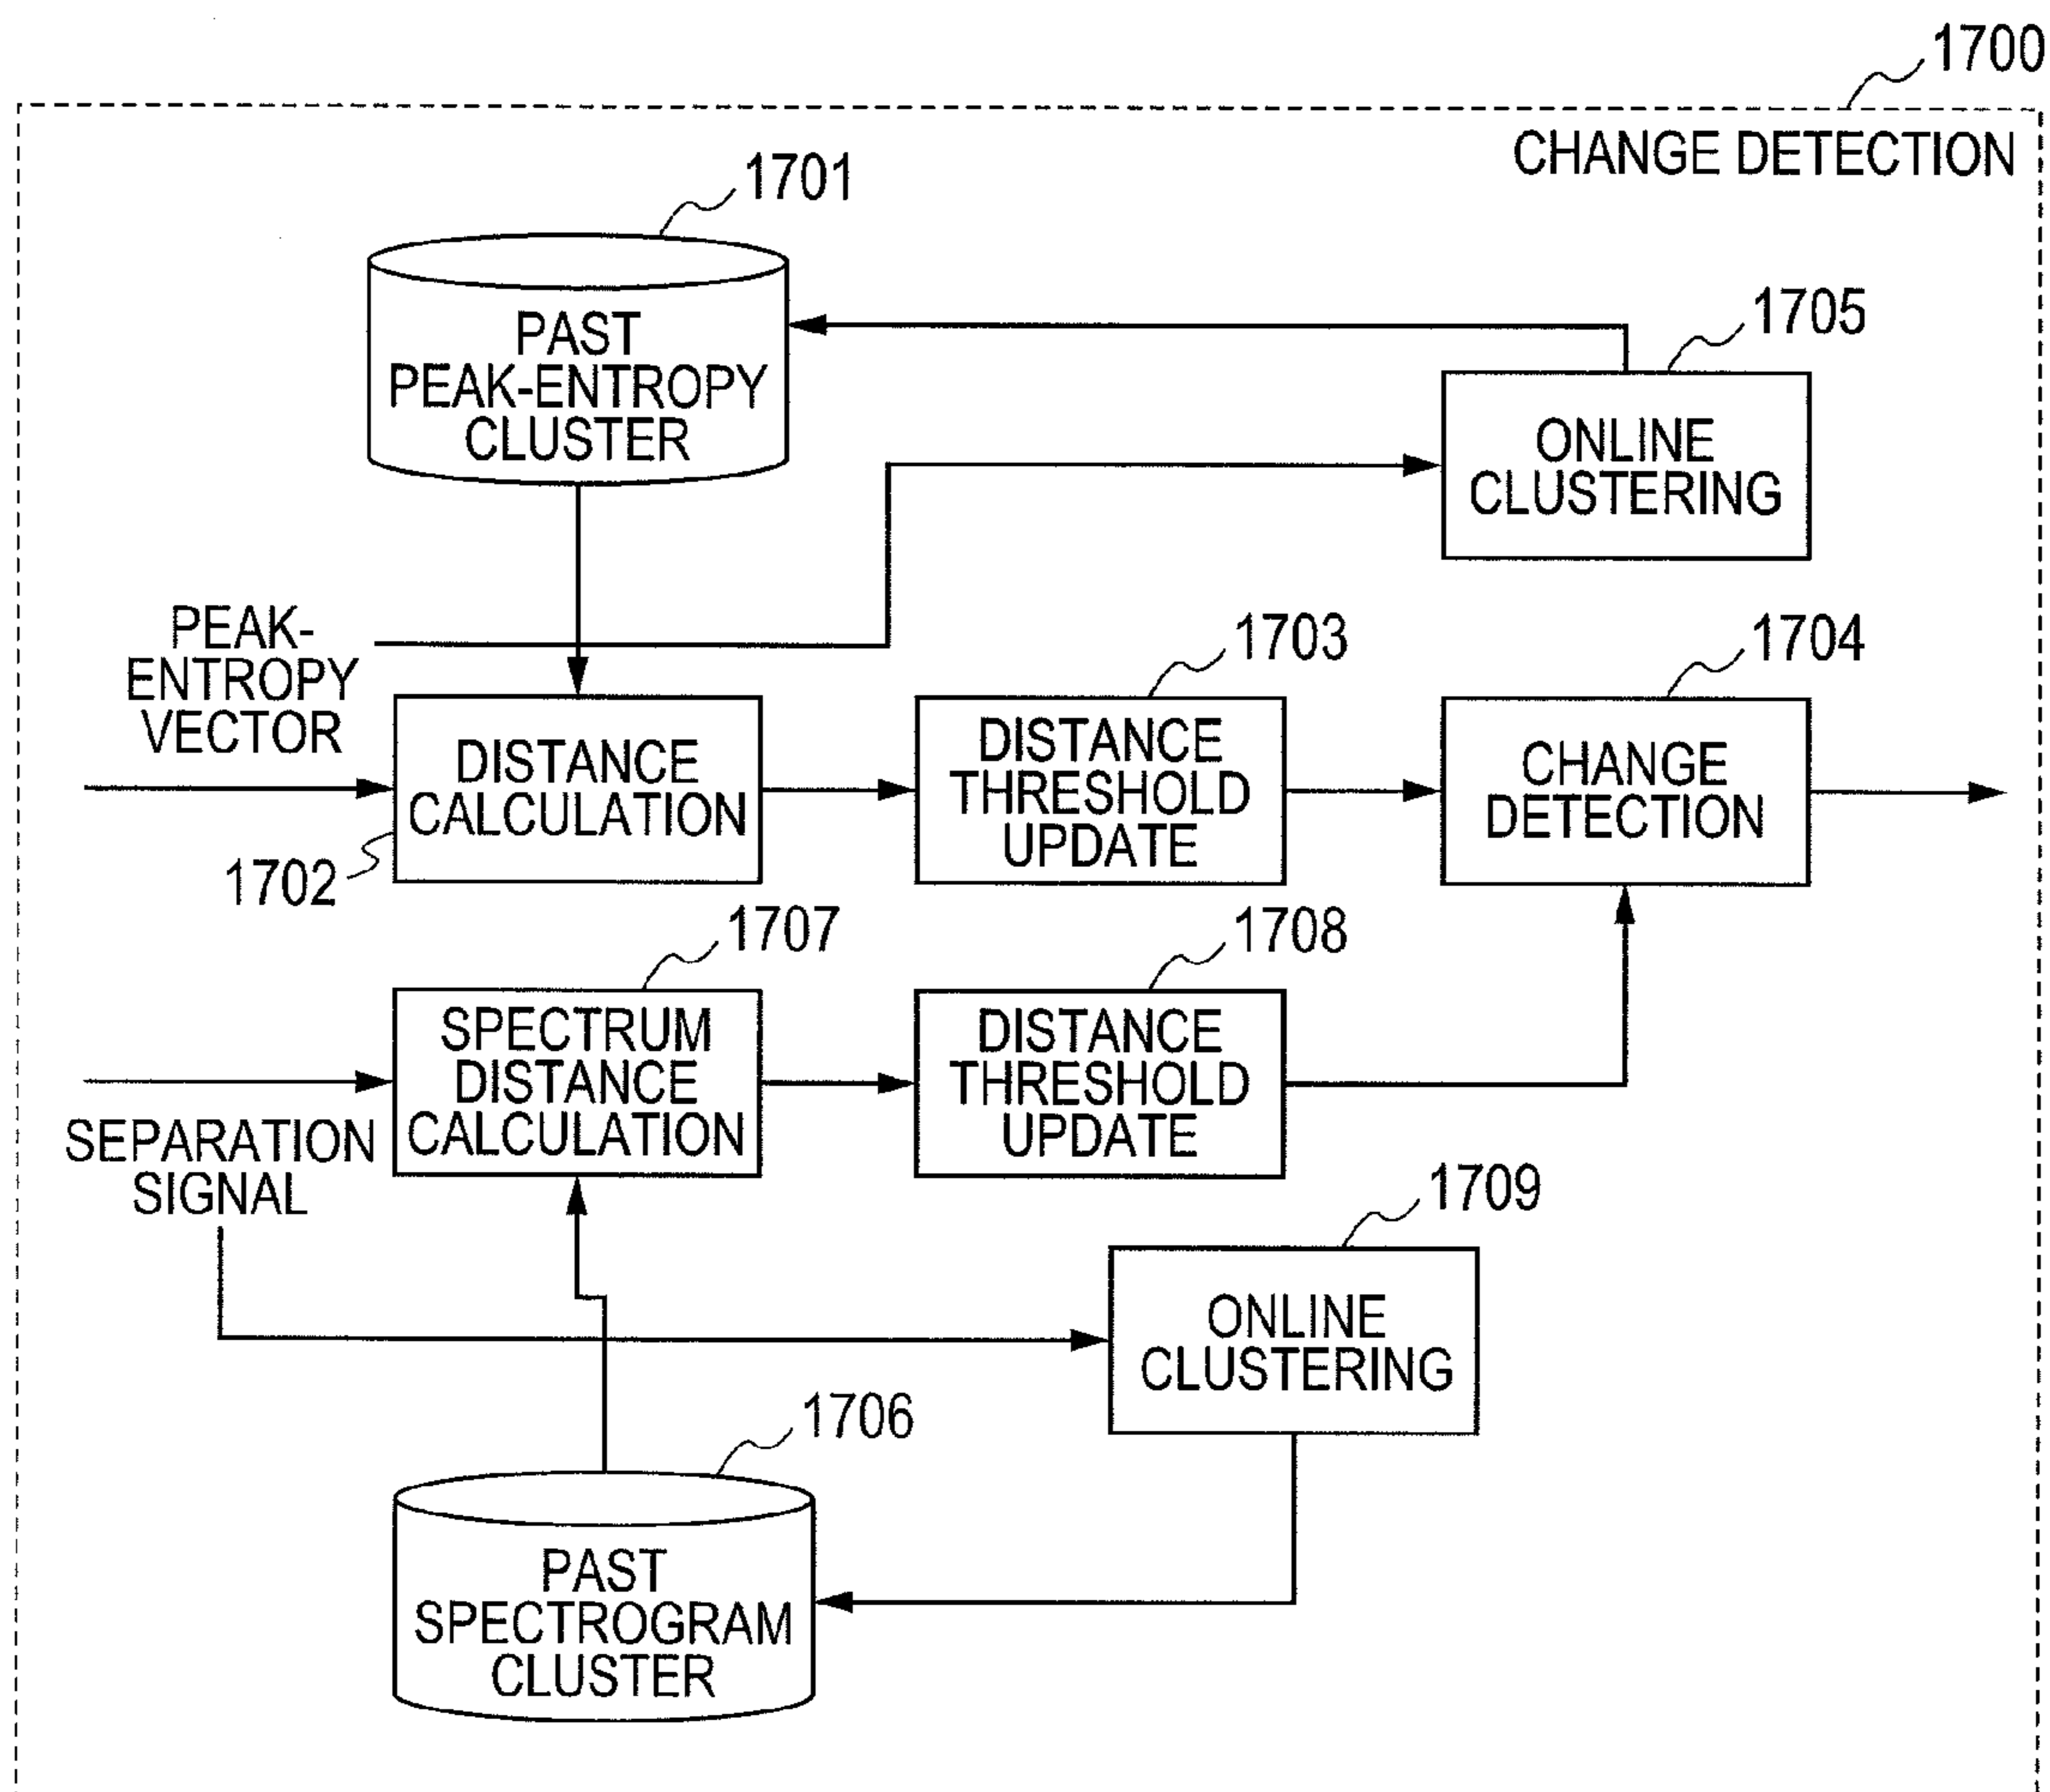 1700
CHANGE DETECTION
1701
PAST
PEAK-ENTROPY
CLUSTER
1705
ONLINE
CLUSTERING
PEAK-
ENTROPY
VECTOR
1702
DISTANCE
CALCULATION
1703
DISTANCE
THRESHOLD
UPDATE
1704
CHANGE
DETECTION
1707
SPECTRUM
DISTANCE
CALCULATION
1708
DISTANCE
THRESHOLD
UPDATE
SEPARATION
SIGNAL
1709
ONLINE
CLUSTERING
1706
PAST
SPECTROGRAM
CLUSTER